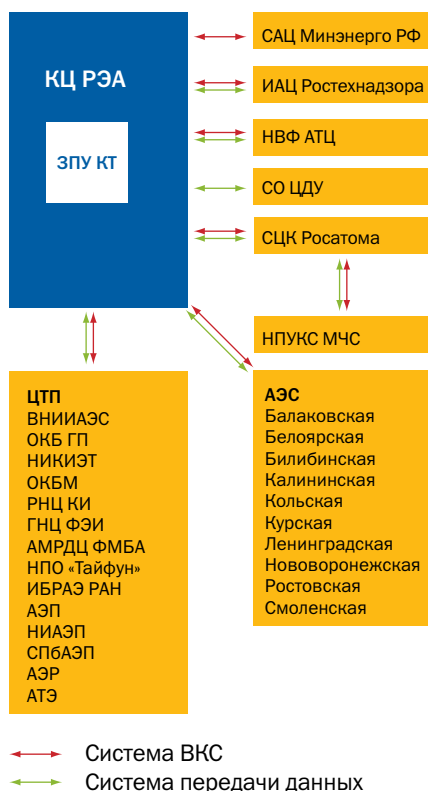 КЦ РЭА
ЗПУ КТ
САЦ Минэнерго РФ
ИАЦ Ростехнадзора
НВФ АТЦ
СО ЦДУ
СЦК Росатома
НПУКС МЧС
ЦТП
ВНИИАЭС
ОКБ ГП
НИКИЭТ
ОКБМ
РНЦ КИ
ГНЦ ФЭИ
АМРДЦ ФМБА
НПО «Тайфун»
ИБРАЭ РАН
АЭП
НИАЭП
СПбАЭП
АЭР
АТЭ
АЭС
Балаковская
Белоярская
Билибинская
Калининская
Кольская
Курская
Ленинградская
Нововоронежская
Ростовская
Смоленская
Система ВКС
Система передачи данных